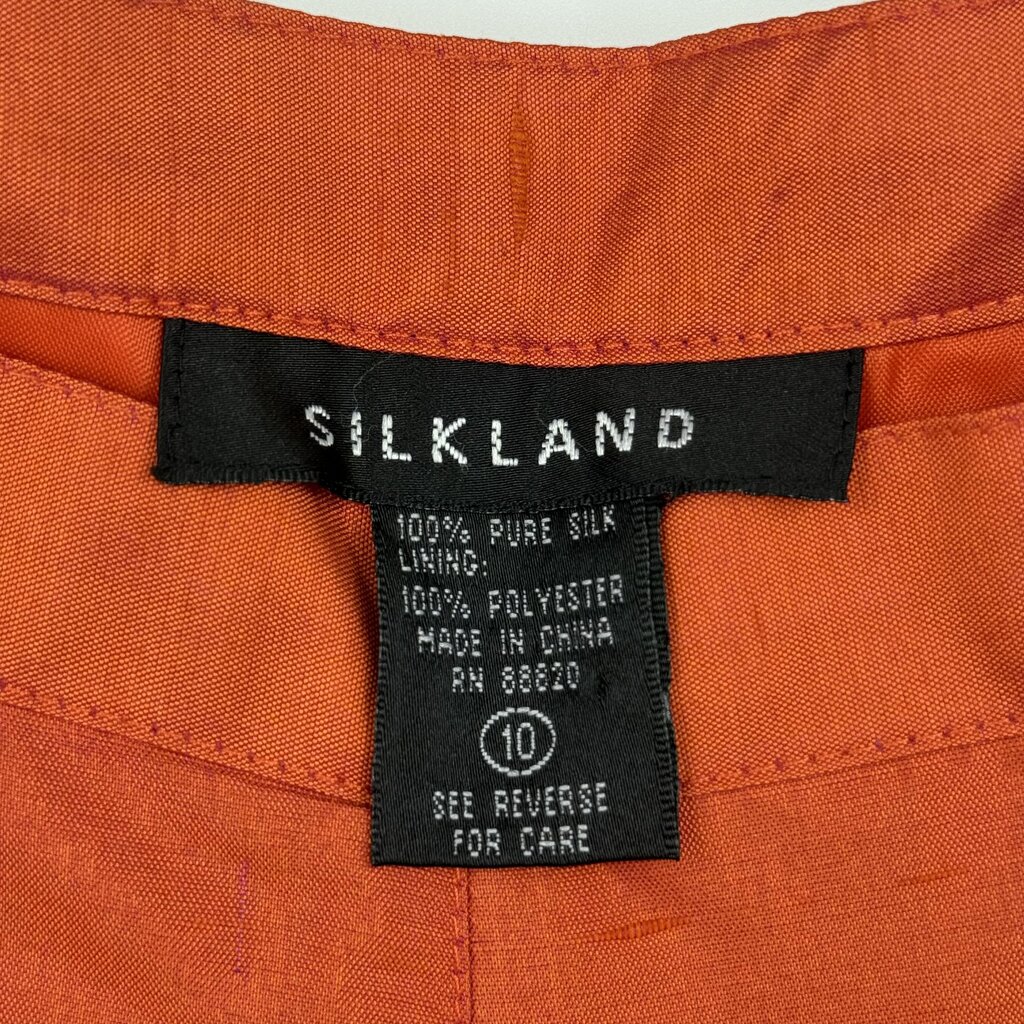 SILKLAND
100% PURE SILK
LINING:
100% POLYESTER
MADE IN CHINA
RN 88820
10
SEE REVERSE
FOR CARE